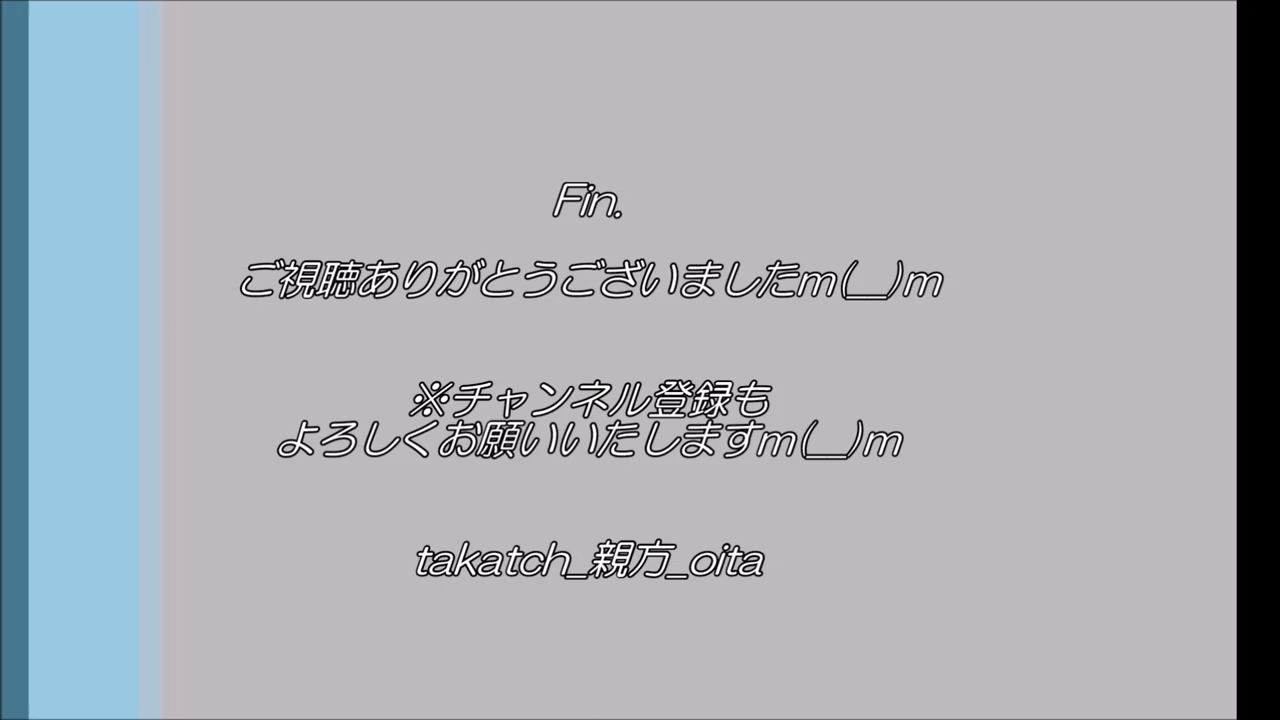 Fin.
ご視聴ありがとうございましたm(__)m
※チャンネル登録も
よろしくお願いいたしますm(__)m
takatch_親方_oita